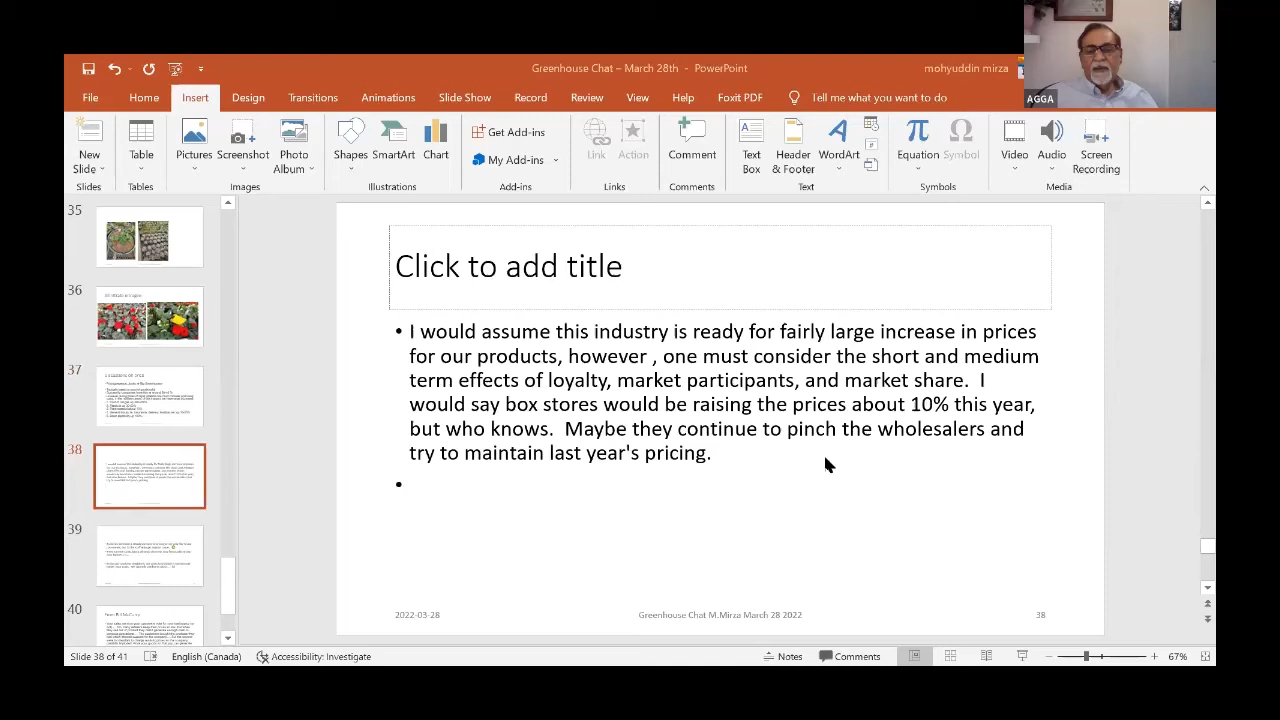 Greenhouse Chat – March 28th - PowerPoint
mohyuddin mirza
AGGA
File Home Insert Design Transitions Animations Slide Show Record Review View Help Foxit PDF Tell me what you want to do
New Slide
Table
Pictures
Screenshot
Photo Album
Shapes
SmartArt
Chart
Get Add-ins
My Add-ins
Link
Action
Comment
Text Box
Header & Footer
WordArt
Equation
Symbol
Video
Audio
Screen Recording
Slides Tables Images Illustrations Add-ins Links Comments Text Symbols Media
35
36
37
38
39
40
Click to add title
• I would assume this industry is ready for fairly large increase in prices
for our products, however , one must consider the short and medium
term effects of loyalty, market participants, and market share. I
would say box stores would be raising the prices about 10% this year,
but who knows. Maybe they continue to pinch the wholesalers and
try to maintain last year's pricing.
•
2022-03-28 Greenhouse Chat M.Mirza March 28 2022 38
Slide 38 of 41 English (Canada) Accessibility: Investigate Notes Comments 67%